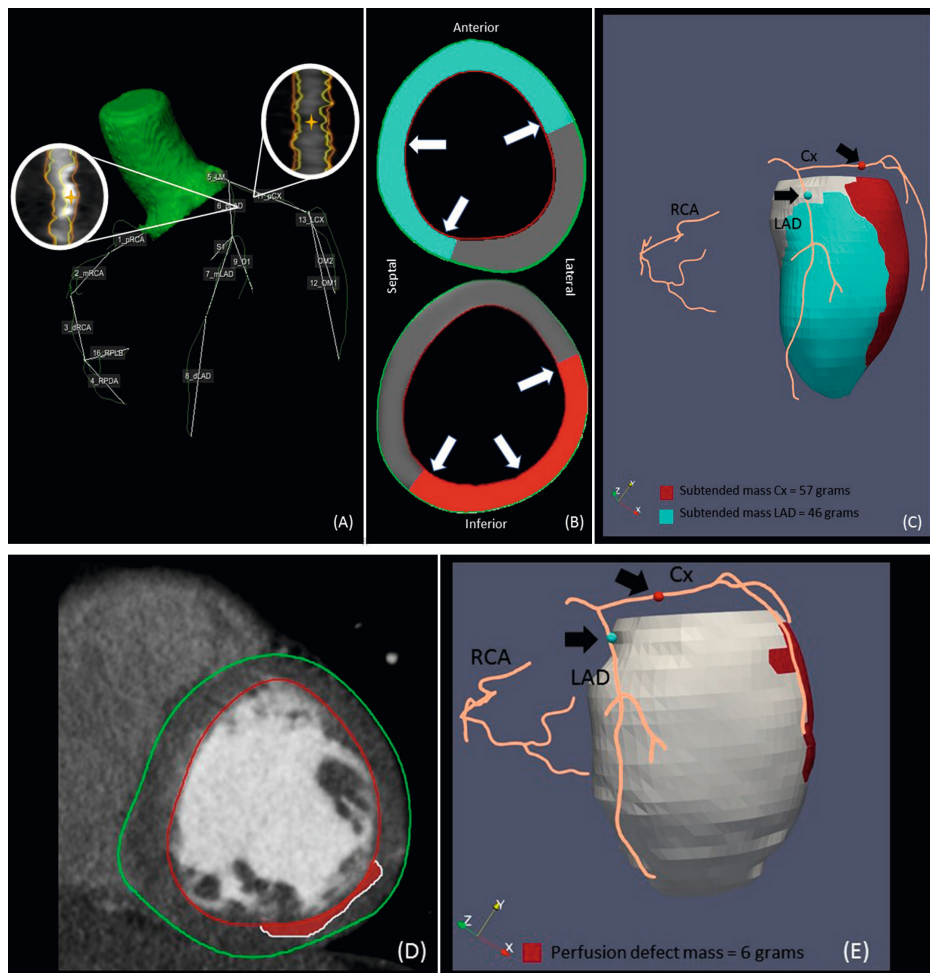 5_LM
6_pLAD
13_LCX
1_pRCA
S1
9_D1
OM2
2_mRCA
7_mLAD
12_OM1
3_dRCA
16_RPLB
4_RPDA
8_dLAD
(A)
Anterior
Septal
Lateral
Inferior
(B)
Cx
RCA
LAD
Z
Y
X
Subtended mass Cx = 57 grams
Subtended mass LAD = 46 grams
(C)
(D)
Cx
RCA
LAD
Y
Z
X
Perfusion defect mass = 6 grams
(E)